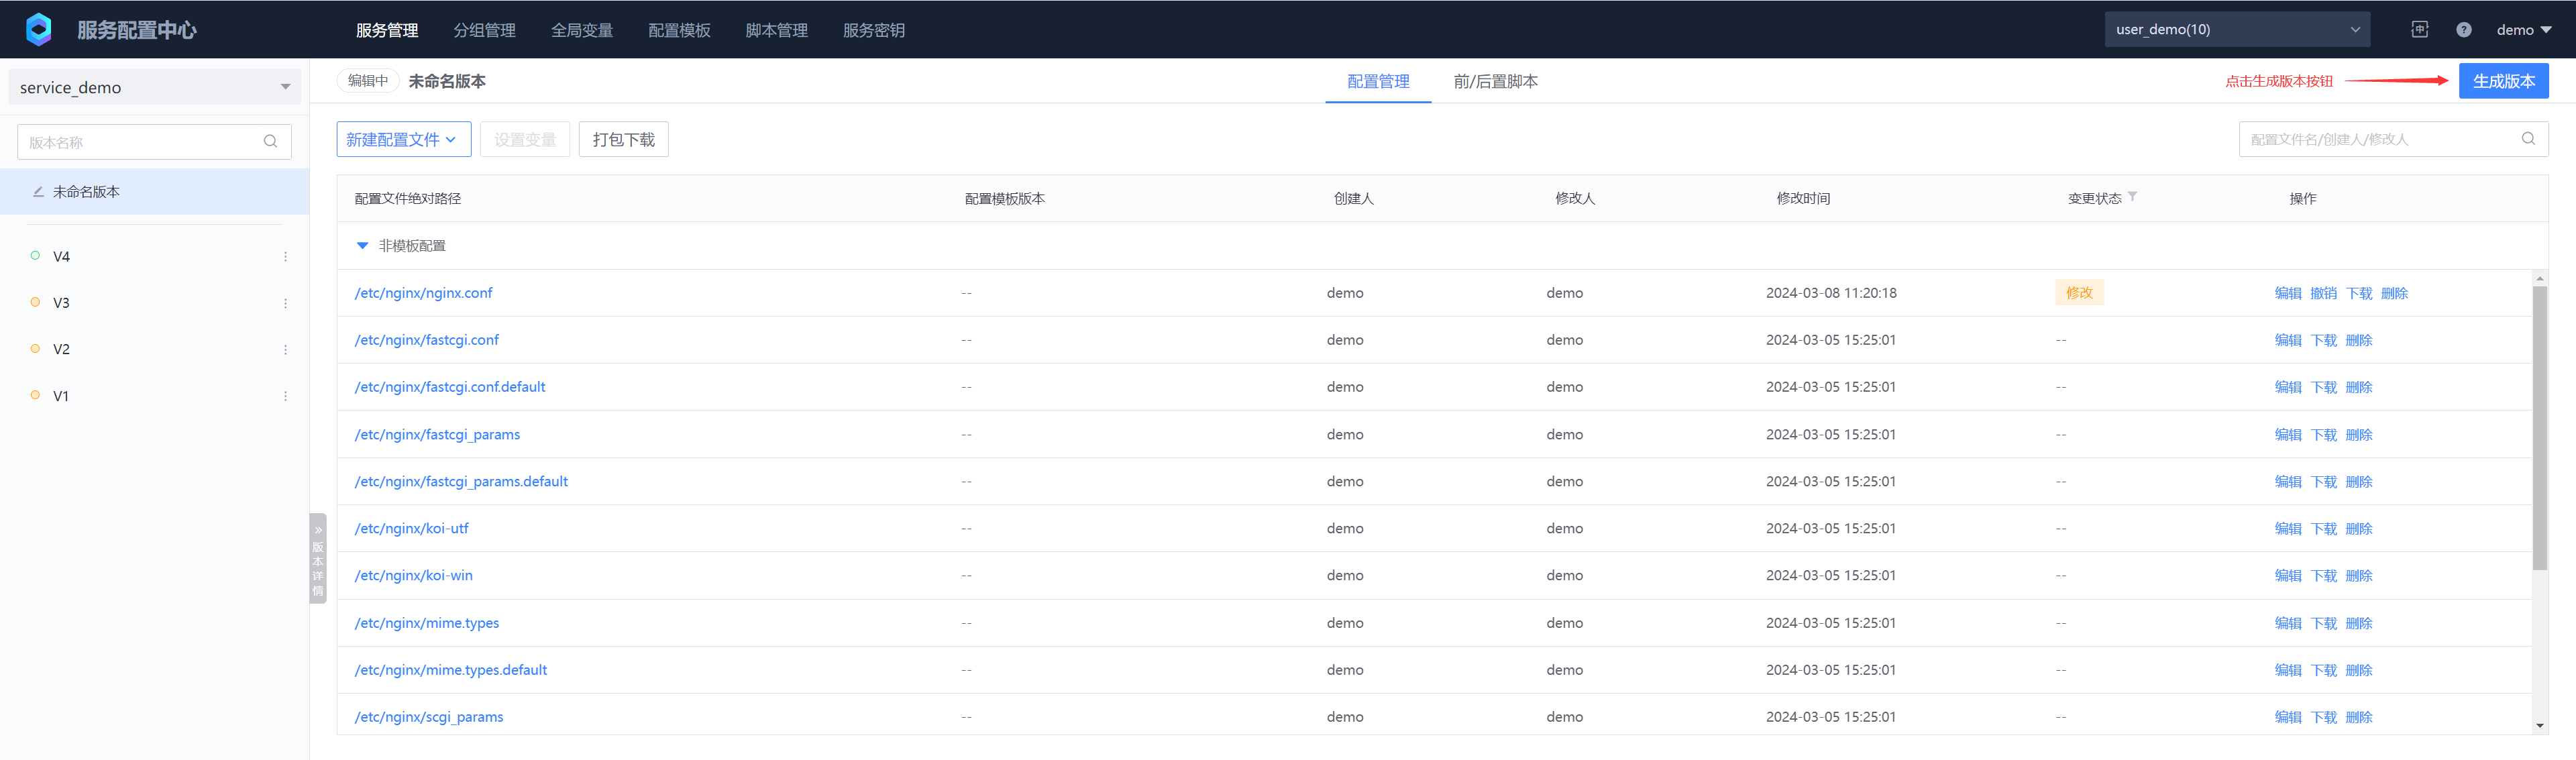 服务配置中心 服务管理 分组管理 全局变量 配置模板 脚本管理 服务密钥 user_demo(10) 中 ? demo
service_demo
编辑中 未命名版本 配置管理 前/后置脚本 点击生成版本按钮 生成版本
版本名称
新建配置文件 设置变量 打包下载 配置文件名/创建人/修改人
未命名版本
V4
V3
V2
V1
版本详情
配置文件绝对路径 配置模板版本 创建人 修改人 修改时间 变更状态 操作
非模板配置
/etc/nginx/nginx.conf -- demo demo 2024-03-08 11:20:18 修改 编辑 撤销 下载 删除
/etc/nginx/fastcgi.conf -- demo demo 2024-03-05 15:25:01 -- 编辑 下载 删除
/etc/nginx/fastcgi.conf.default -- demo demo 2024-03-05 15:25:01 -- 编辑 下载 删除
/etc/nginx/fastcgi_params -- demo demo 2024-03-05 15:25:01 -- 编辑 下载 删除
/etc/nginx/fastcgi_params.default -- demo demo 2024-03-05 15:25:01 -- 编辑 下载 删除
/etc/nginx/koi-utf -- demo demo 2024-03-05 15:25:01 -- 编辑 下载 删除
/etc/nginx/koi-win -- demo demo 2024-03-05 15:25:01 -- 编辑 下载 删除
/etc/nginx/mime.types -- demo demo 2024-03-05 15:25:01 -- 编辑 下载 删除
/etc/nginx/mime.types.default -- demo demo 2024-03-05 15:25:01 -- 编辑 下载 删除
/etc/nginx/scgi_params -- demo demo 2024-03-05 15:25:01 -- 编辑 下载 删除